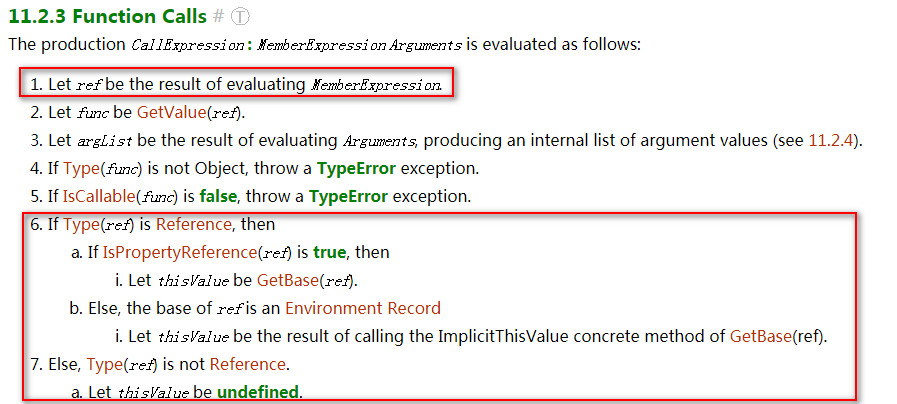 11.2.3 Function Calls # Ⓣ
The production CallExpression : MemberExpression Arguments is evaluated as follows:
1. Let ref be the result of evaluating MemberExpression.
2. Let func be GetValue(ref).
3. Let argList be the result of evaluating Arguments, producing an internal list of argument values (see 11.2.4).
4. If Type(func) is not Object, throw a TypeError exception.
5. If IsCallable(func) is false, throw a TypeError exception.
6. If Type(ref) is Reference, then
a. If IsPropertyReference(ref) is true, then
i. Let thisValue be GetBase(ref).
b. Else, the base of ref is an Environment Record
i. Let thisValue be the result of calling the ImplicitThisValue concrete method of GetBase(ref).
7. Else, Type(ref) is not Reference.
a. Let thisValue be undefined.